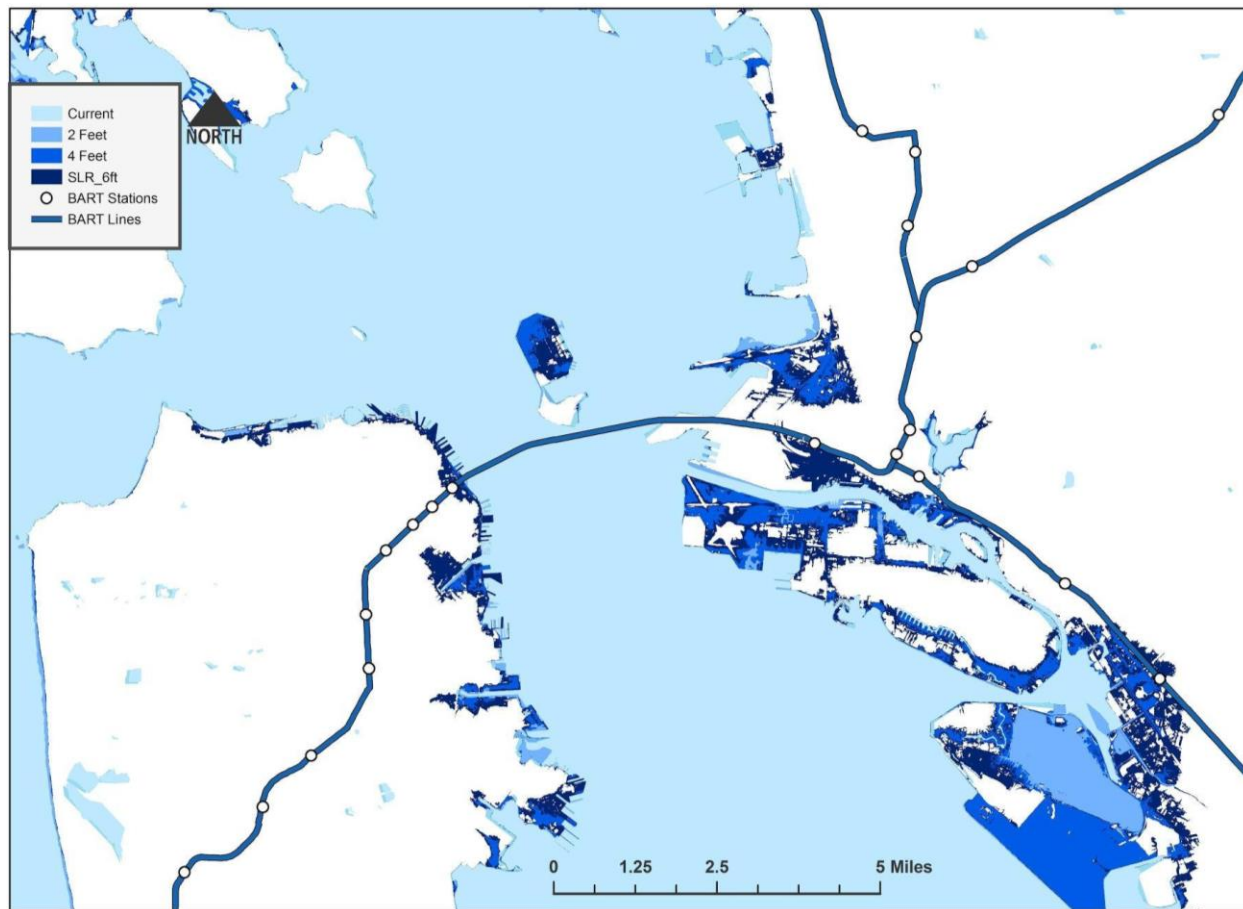 Current
2 Feet
4 Feet
SLR_6ft
BART Stations
BART Lines
NORTH
0 1.25 2.5 5 Miles